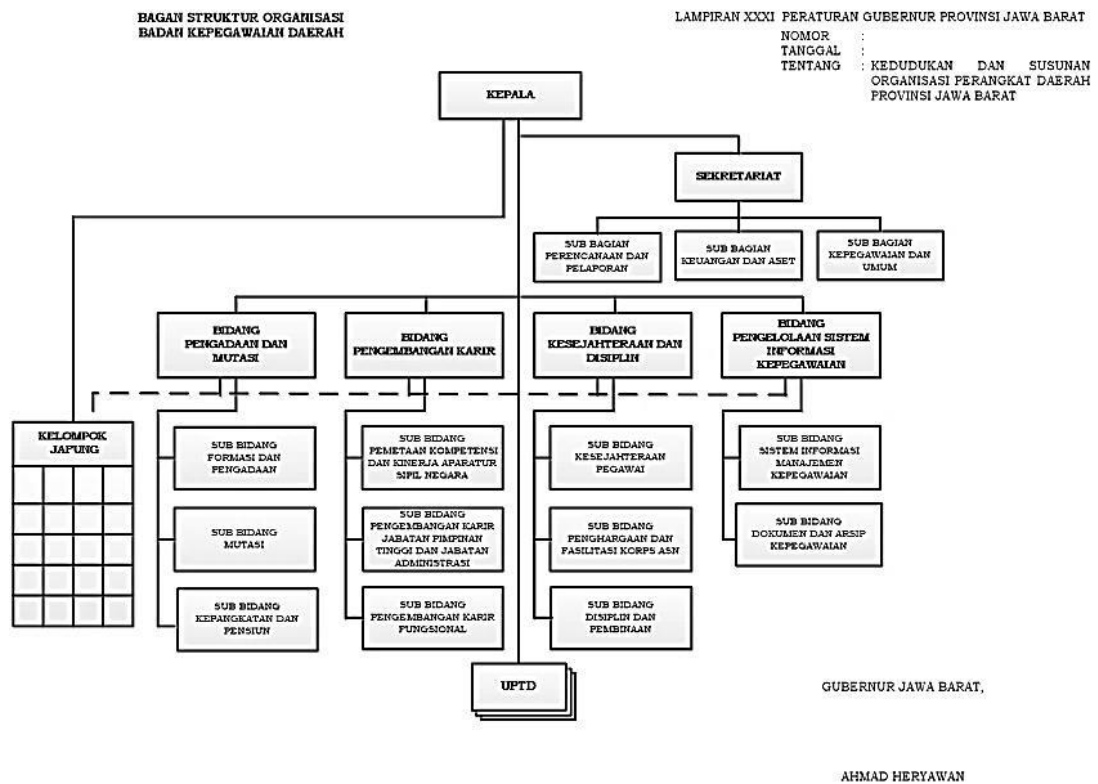 BAGAN STRUKTUR ORGANISASI
BADAN KEPEGAWAIAN DAERAH
LAMPIRAN XXXI PERATURAN GUBERNUR PROVINSI JAWA BARAT
NOMOR :
TANGGAL :
TENTANG : KEDUDUKAN DAN SUSUNAN
ORGANISASI PERANGKAT DAERAH
PROVINSI JAWA BARAT
KEPALA
SEKRETARIAT
SUB BAGIAN
PERENCANAAN DAN
PELAPORAN
SUB BAGIAN
KEUANGAN DAN ASET
SUB BAGIAN
KEPEGAWAIAN DAN
UMUM
BIDANG
PENGADAAN DAN
MUTASI
BIDANG
PENGEMBANGAN KARIR
BIDANG
KESEJAHTERAAN DAN
DISIPLIN
BIDANG
PENGELOLAAN SISTEM
INFORMASI
KEPEGAWAIAN
KELOMPOK
JAFUNG
SUB BIDANG
FORMASI DAN
PENGADAAN
SUB BIDANG
PEMETAAN KOMPETENSI
DAN KINERJA APARATUR
SIPIL NEGARA
SUB BIDANG
KESEJAHTERAAN
PEGAWAI
SUB BIDANG
SISTEM INFORMASI
MANAJEMEN
KEPEGAWAIAN
SUB BIDANG
MUTASI
SUB BIDANG
PENGEMBANGAN KARIR
JABATAN PIMPINAN
TINGGI DAN JABATAN
ADMINISTRASI
SUB BIDANG
PENGHARGAAN DAN
FASILITASI KORPS ASN
SUB BIDANG
DOKUMEN DAN ARSIP
KEPEGAWAIAN
SUB BIDANG
KEPANGKATAN DAN
PENSIUN
SUB BIDANG
PENGEMBANGAN KARIR
FUNGSIONAL
SUB BIDANG
DISIPLIN DAN
PEMBINAAN
UPTD
GUBERNUR JAWA BARAT,
AHMAD HERYAWAN